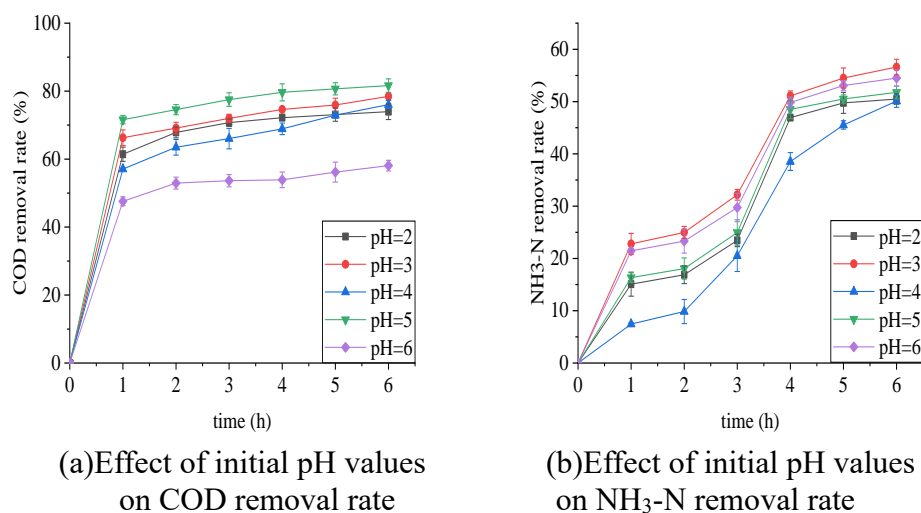 100
80
60
40
20
0
COD removal rate (%)
0 1 2 3 4 5 6
time (h)
pH=2
pH=3
pH=4
pH=5
pH=6
(a)Effect of initial pH values
on COD removal rate
60
50
40
30
20
10
0
NH3-N removal rate (%)
0 1 2 3 4 5 6
time (h)
pH=2
pH=3
pH=4
pH=5
pH=6
(b)Effect of initial pH values
on NH₃-N removal rate